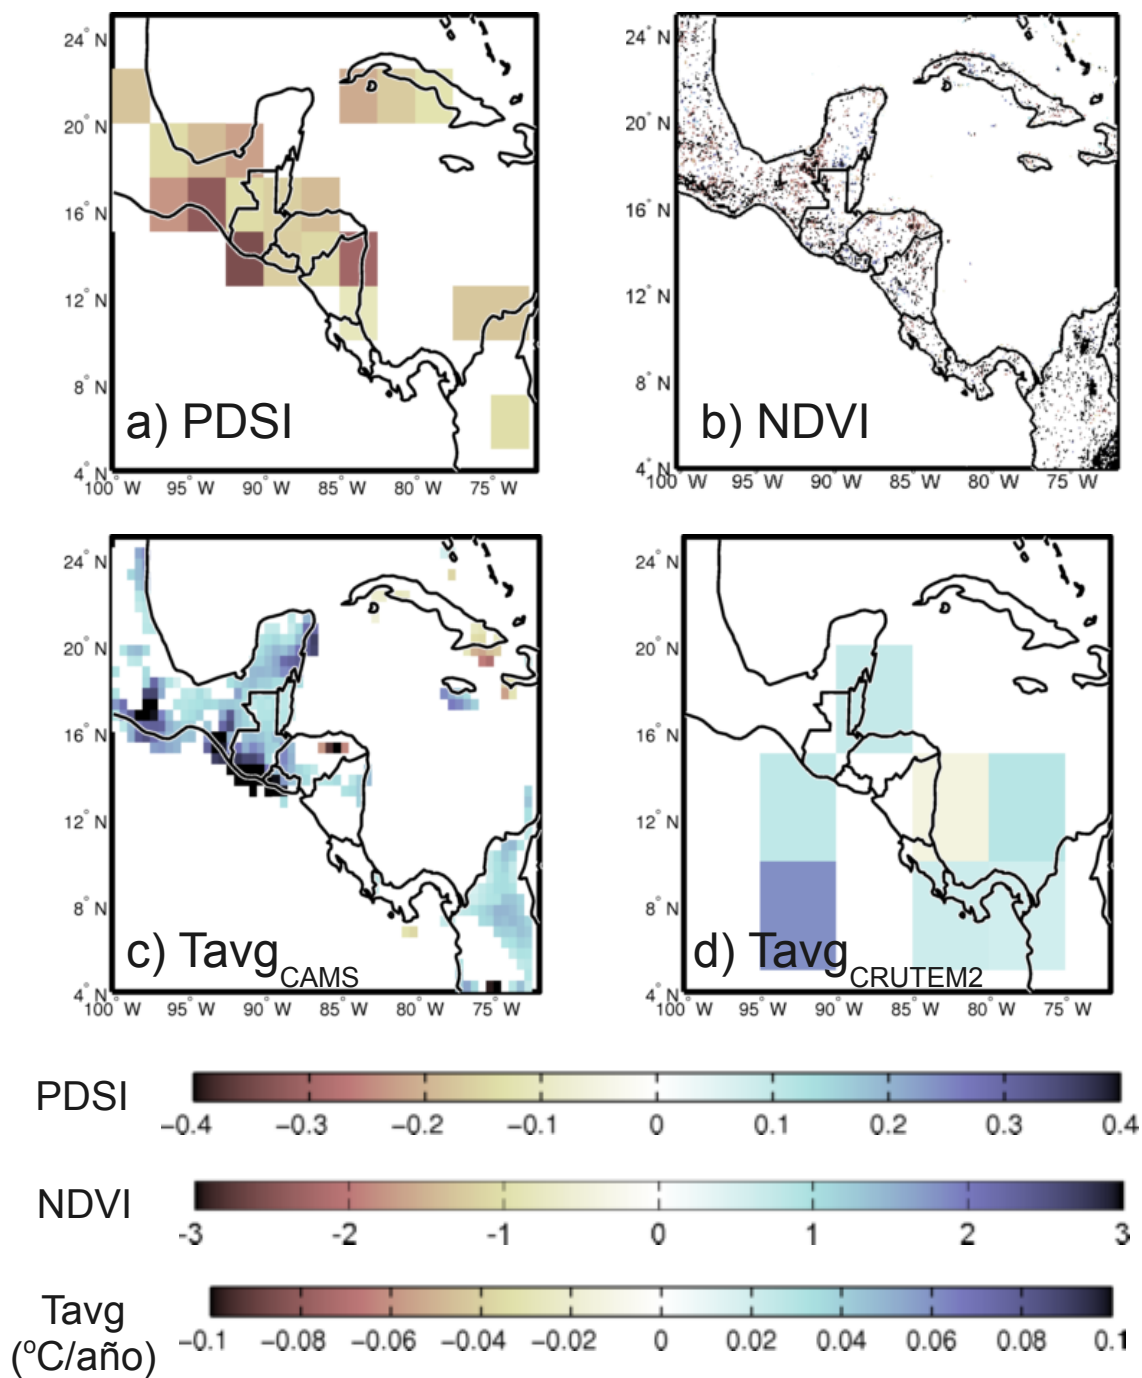 24° N
20° N
16° N
12° N
8° N
4° N
100° W 95° W 90° W 85° W 80° W 75° W
a) PDSI
24° N
20° N
16° N
12° N
8° N
4° N
100° W 95° W 90° W 85° W 80° W 75° W
b) NDVI
24° N
20° N
16° N
12° N
8° N
4° N
100° W 95° W 90° W 85° W 80° W 75° W
c) Tavg CAMS
24° N
20° N
16° N
12° N
8° N
4° N
100° W 95° W 90° W 85° W 80° W 75° W
d) Tavg CRUTEM2
PDSI
−0.4 −0.3 −0.2 −0.1 0 0.1 0.2 0.3 0.4
NDVI
-3 -2 -1 0 1 2 3
Tavg
(°C/año)
−0.1 −0.08 −0.06 −0.04 −0.02 0 0.02 0.04 0.06 0.08 0.1